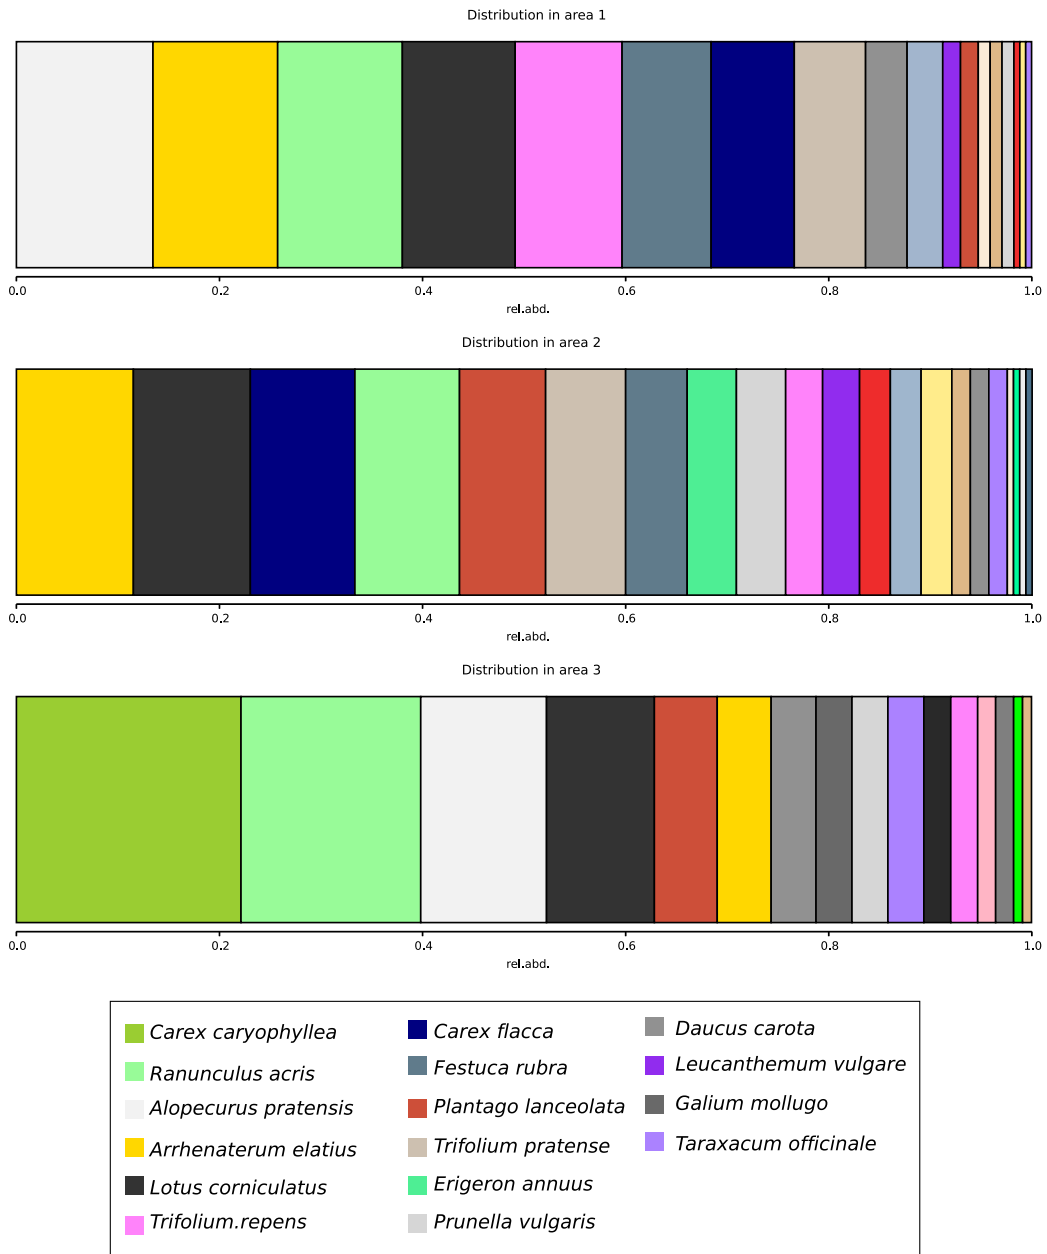 Distribution in area 1
0.0 0.2 0.4 0.6 0.8 1.0
rel.abd.
Distribution in area 2
0.0 0.2 0.4 0.6 0.8 1.0
rel.abd.
Distribution in area 3
0.0 0.2 0.4 0.6 0.8 1.0
rel.abd.
Carex caryophyllea
Ranunculus acris
Alopecurus pratensis
Arrhenaterum elatius
Lotus corniculatus
Trifolium.repens
Carex flacca
Festuca rubra
Plantago lanceolata
Trifolium pratense
Erigeron annuus
Prunella vulgaris
Daucus carota
Leucanthemum vulgare
Galium mollugo
Taraxacum officinale